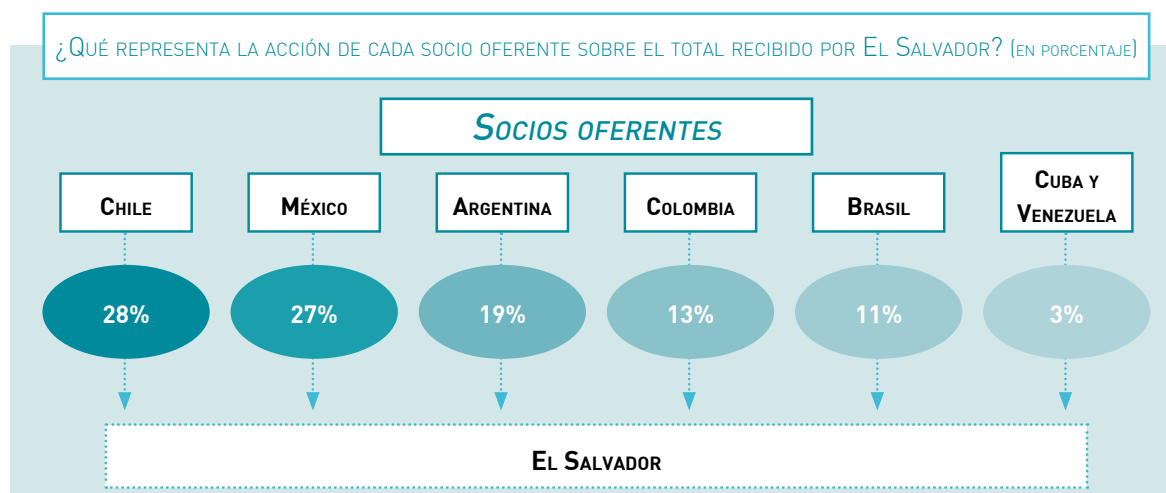 ¿Qué representa la acción de cada socio oferente sobre el total recibido por El Salvador? (en porcentaje)
Socios oferentes
Chile
México
Argentina
Colombia
Brasil
Cuba y
Venezuela
28%
27%
19%
13%
11%
3%
El Salvador